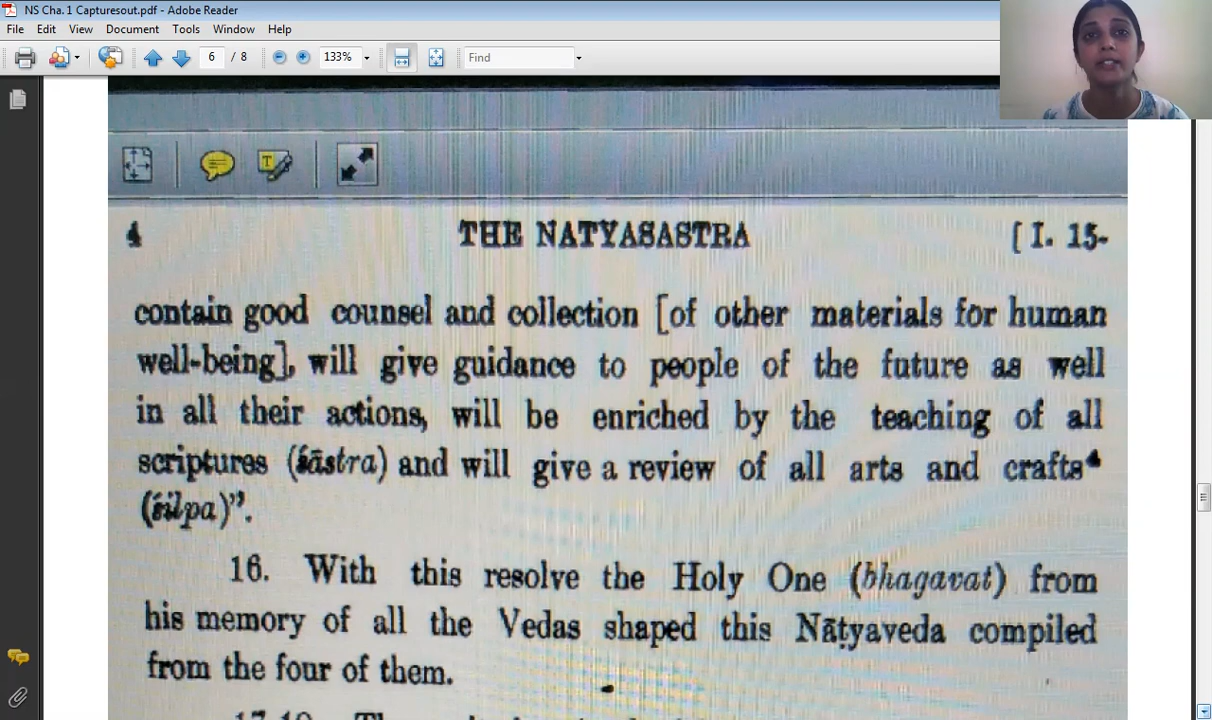 NS Cha. 1 Capturesout.pdf - Adobe Reader
File Edit View Document Tools Window Help
6 / 8 133% Find
4 THE NATYASASTRA [ I. 15-
contain good counsel and collection [of other materials for human
well-being], will give guidance to people of the future as well
in all their actions, will be enriched by the teaching of all
scriptures (śāstra) and will give a review of all arts and crafts⁴
(śilpa)”.
16. With this resolve the Holy One (bhagavat) from
his memory of all the Vedas shaped this Nāṭyaveda compiled
from the four of them.